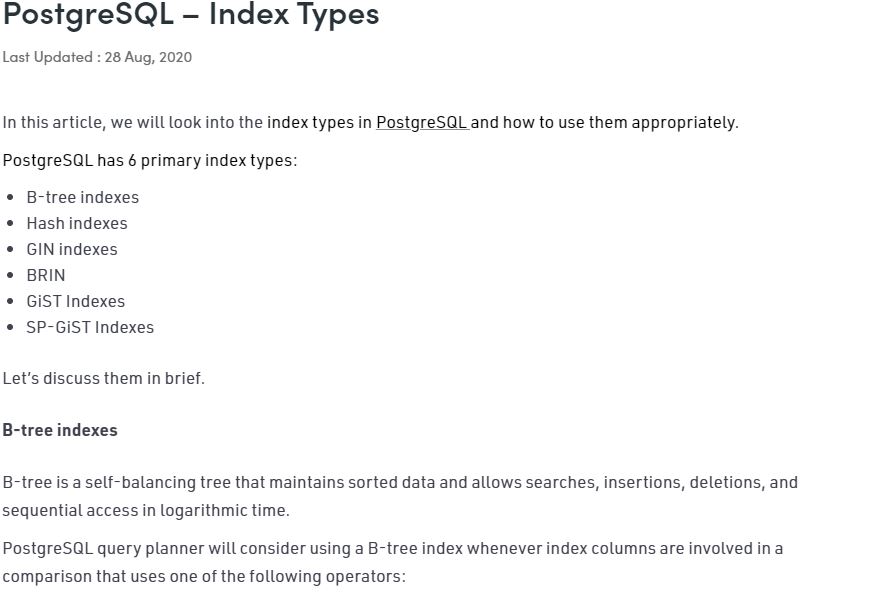 PostgreSQL – Index Types
Last Updated : 28 Aug, 2020
In this article, we will look into the index types in PostgreSQL and how to use them appropriately.
PostgreSQL has 6 primary index types:
• B-tree indexes
• Hash indexes
• GIN indexes
• BRIN
• GiST Indexes
• SP-GiST Indexes
Let’s discuss them in brief.
B-tree indexes
B-tree is a self-balancing tree that maintains sorted data and allows searches, insertions, deletions, and
sequential access in logarithmic time.
PostgreSQL query planner will consider using a B-tree index whenever index columns are involved in a
comparison that uses one of the following operators: